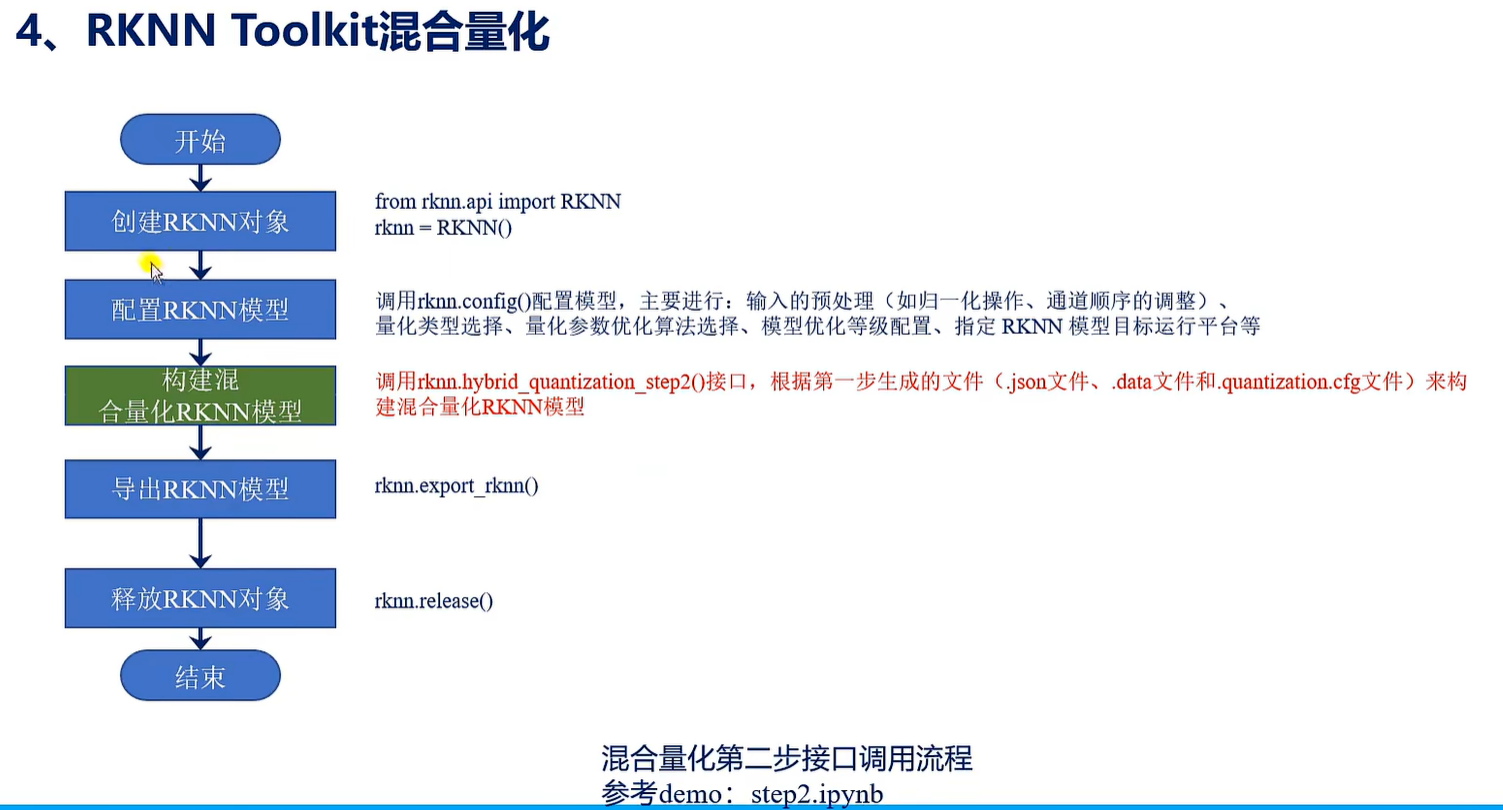 4、RKNN Toolkit混合量化
开始
创建RKNN对象
from rknn.api import RKNN
rknn = RKNN()
配置RKNN模型
调用rknn.config()配置模型，主要进行：输入的预处理（如归一化操作、通道顺序的调整）、
量化类型选择、量化参数优化算法选择、模型优化等级配置、指定 RKNN 模型目标运行平台等
构建混
合量化RKNN模型
调用rknn.hybrid_quantization_step2()接口，根据第一步生成的文件（.json文件、.data文件和.quantization.cfg文件）来构
建混合量化RKNN模型
导出RKNN模型
rknn.export_rknn()
释放RKNN对象
rknn.release()
结束
混合量化第二步接口调用流程
参考demo：step2.ipynb